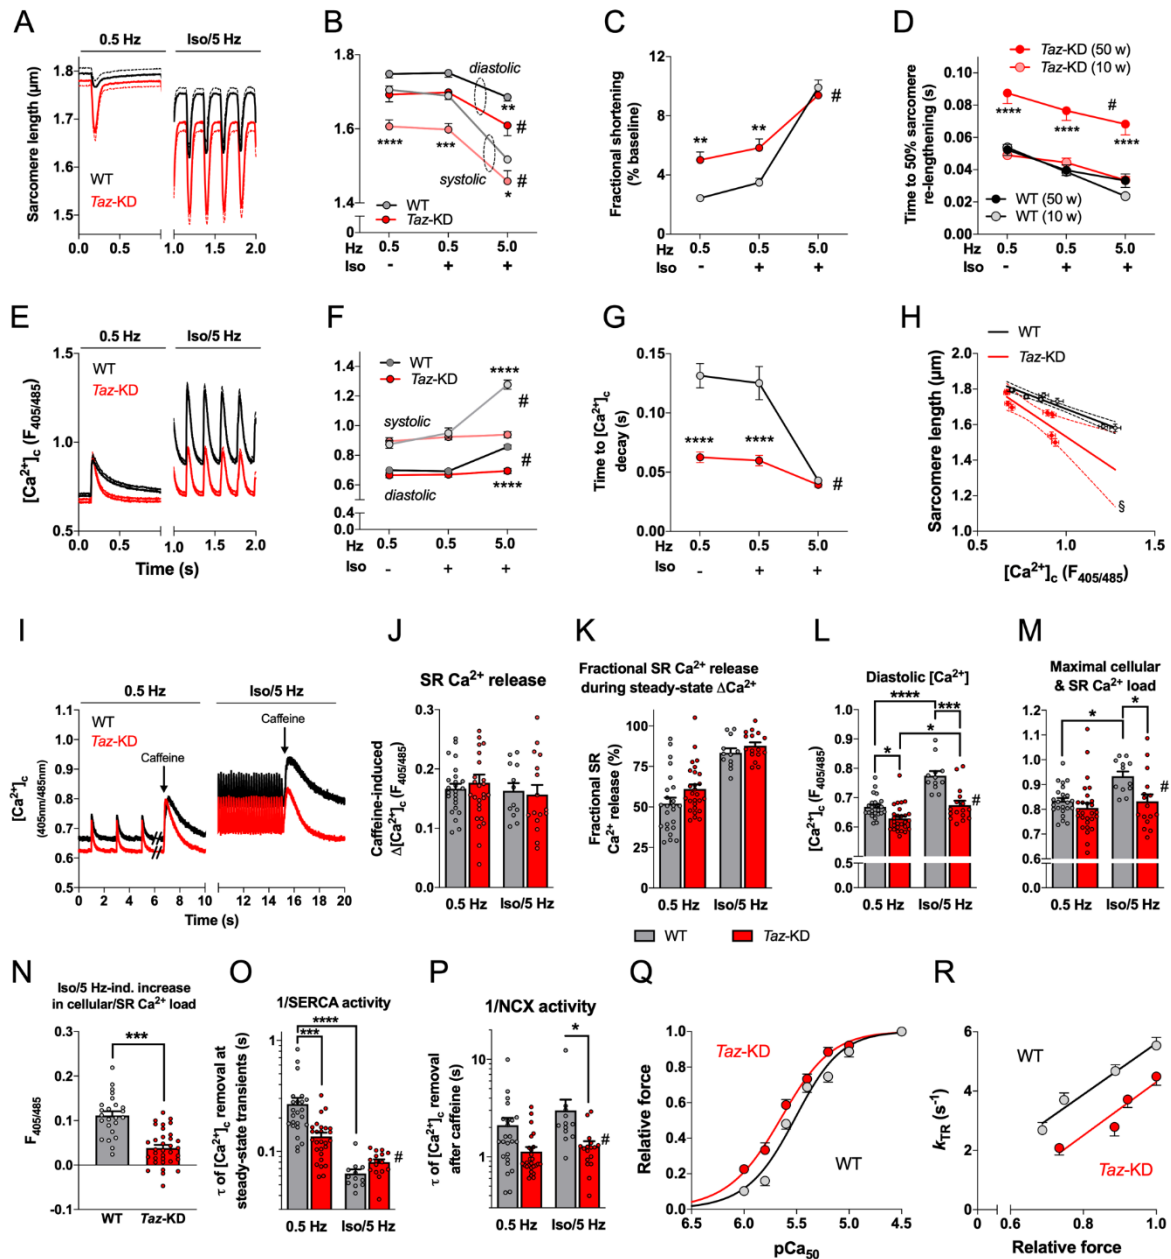 A
0.5 Hz
Iso/5 Hz
Sarcomere length (µm)
1.8
1.7
1.6
1.5
WT
Taz-KD
0.0
0.5
1.0
1.5
2.0
B
1.8
1.6
1.4
0
diastolic
**
#
****
***
systolic
#
*
WT
Taz-KD
Hz
0.5
0.5
5.0
Iso
-
+
+
C
Fractional shortening
(% baseline)
12
10
8
6
4
2
0
**
**
#
Hz
0.5
0.5
5.0
Iso
-
+
+
D
Taz-KD (50 w)
Taz-KD (10 w)
Time to 50% sarcomere
re-lengthening (s)
0.10
0.08
0.06
0.04
0.02
0.00
****
****
#
****
WT (50 w)
WT (10 w)
Hz
0.5
0.5
5.0
Iso
-
+
+
E
0.5 Hz
Iso/5 Hz
[Ca²⁺]c (F405/485)
1.5
1.0
0.5
WT
Taz-KD
0.0
0.5
1.0
1.5
2.0
Time (s)
F
1.4
1.2
1.0
0.8
0.6
0.4
0.2
0.0
WT
Taz-KD
****
#
systolic
#
diastolic
****
Hz
0.5
0.5
5.0
Iso
-
+
+
G
Time to [Ca²⁺]c
decay (s)
0.15
0.10
0.05
0.00
****
****
#
Hz
0.5
0.5
5.0
Iso
-
+
+
H
WT
Taz-KD
Sarcomere length (µm)
2.0
1.8
1.6
1.4
1.2
1.0
§
0.5
1.0
1.5
[Ca²⁺]c (F405/485)
I
0.5 Hz
Iso/5 Hz
[Ca²⁺]c
(405nm/485nm)
1.1
1.0
0.9
0.8
0.7
0.6
0.5
WT
Taz-KD
Caffeine
Caffeine
0
2
4
6
8
10
12
14
16
18
20
Time (s)
J
SR Ca²⁺ release
Caffeine-induced
Δ[Ca²⁺]c (F405/485)
0.3
0.2
0.1
0.0
0.5 Hz
Iso/5 Hz
K
Fractional SR Ca²⁺ release
during steady-state ΔCa²⁺
Fractional SR
Ca²⁺ release (%)
100
50
0
0.5 Hz
Iso/5 Hz
WT
Taz-KD
L
Diastolic [Ca²⁺]
[Ca²⁺]c (F405/485)
1.0
0.9
0.8
0.7
0.6
0.5
0.0
****
***
*
*
#
0.5 Hz
Iso/5 Hz
M
Maximal cellular
& SR Ca²⁺ load
1.2
1.1
1.0
0.9
0.8
0.7
0.6
0.0
*
*
#
0.5 Hz
Iso/5 Hz
N
Iso/5 Hz-ind. increase
in cellular/SR Ca²⁺ load
F405/485
0.3
0.2
0.1
0.0
-0.1
***
WT
Taz-KD
O
1/SERCA activity
τ of [Ca²⁺]c removal at
steady-state transients (s)
1
0.1
****
***
#
0.5 Hz
Iso/5 Hz
P
1/NCX activity
τ of [Ca²⁺]c removal
after caffeine (s)
10
1
*
#
0.5 Hz
Iso/5 Hz
Q
Relative force
1.0
0.8
0.6
0.4
0.2
0.0
Taz-KD
WT
6.5
6.0
5.5
5.0
4.5
pCa50
R
kTR (s⁻¹)
6
4
2
0
WT
Taz-KD
0
0.6
0.8
1.0
Relative force